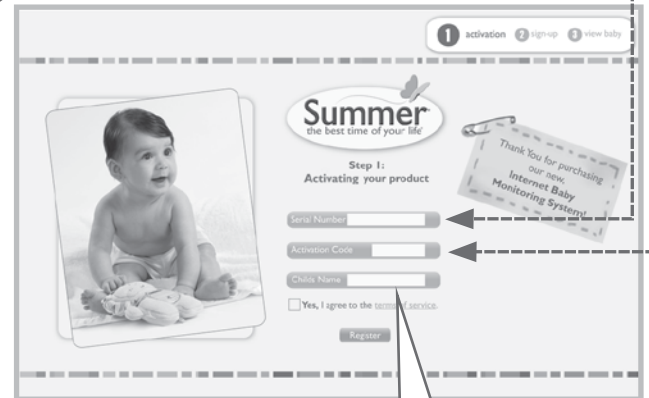 1 activation 2 sign-up 3 view baby
Summer
the best time of your life
Step 1:
Activating your product
Thank You for purchasing
our new,
Internet Baby
Monitoring System!
Serial Number
Activation Code
Childs Name
Yes, I agree to the terms of service.
Register